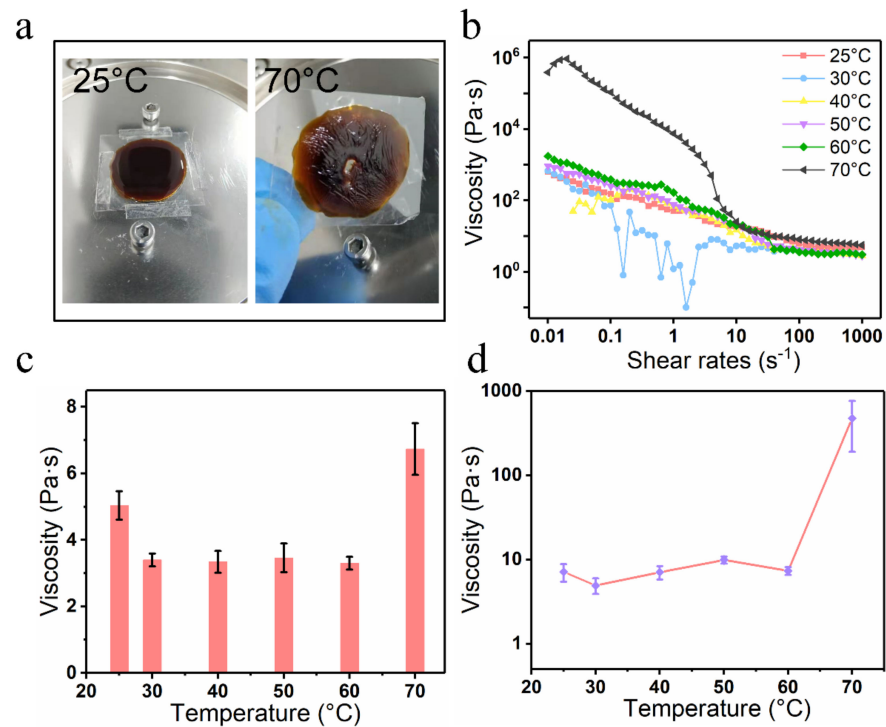 a
25°C
70°C
b
Viscosity (Pa·s)
10⁶
10⁴
10²
10⁰
25°C
30°C
40°C
50°C
60°C
70°C
0.01 0.1 1 10 100 1000
Shear rates (s⁻¹)
c
Viscosity (Pa·s)
8
6
4
2
0
20 30 40 50 60 70
Temperature (°C)
d
Viscosity (Pa·s)
1000
100
10
1
20 30 40 50 60 70
Temperature (°C)